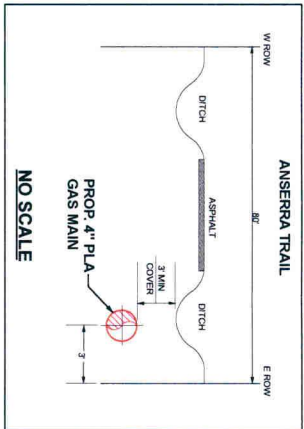 ANSERRA TRAIL
W ROW
E ROW
80'
DITCH
ASPHALT
DITCH
3' MIN
COVER
PROP. 4" PLA
GAS MAIN
3'
NO SCALE